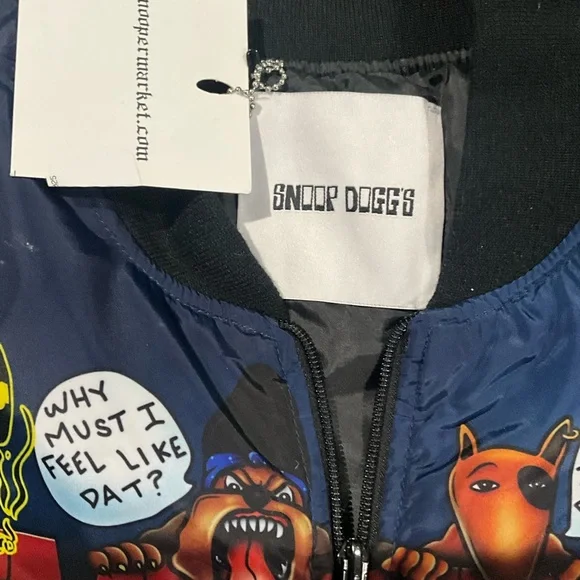 SNOOP DOGG'S
WHY
MUST I
FEEL LIKE
DAT?